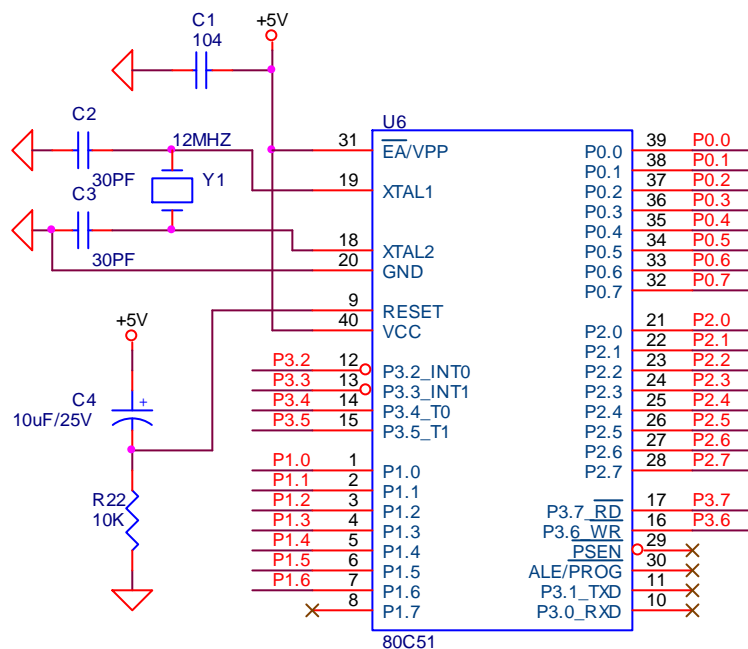 C1
104
+5V
C2
30PF
12MHZ
Y1
C3
30PF
+5V
C4
+
10uF/25V
R22
10K
U6
31 EA/VPP
19 XTAL1
18 XTAL2
20 GND
9 RESET
40 VCC
P3.2 12 P3.2_INT0
P3.3 13 P3.3_INT1
P3.4 14 P3.4_T0
P3.5 15 P3.5_T1
P1.0 1 P1.0
P1.1 2 P1.1
P1.2 3 P1.2
P1.3 4 P1.3
P1.4 5 P1.4
P1.5 6 P1.5
P1.6 7 P1.6
8 P1.7
P0.0 39 P0.0
P0.1 38 P0.1
P0.2 37 P0.2
P0.3 36 P0.3
P0.4 35 P0.4
P0.5 34 P0.5
P0.6 33 P0.6
P0.7 32 P0.7
P2.0 21 P2.0
P2.1 22 P2.1
P2.2 23 P2.2
P2.3 24 P2.3
P2.4 25 P2.4
P2.5 26 P2.5
P2.6 27 P2.6
P2.7 28 P2.7
P3.7_RD 17 P3.7
P3.6_WR 16 P3.6
PSEN 29
ALE/PROG 30
P3.1_TXD 11
P3.0_RXD 10
80C51